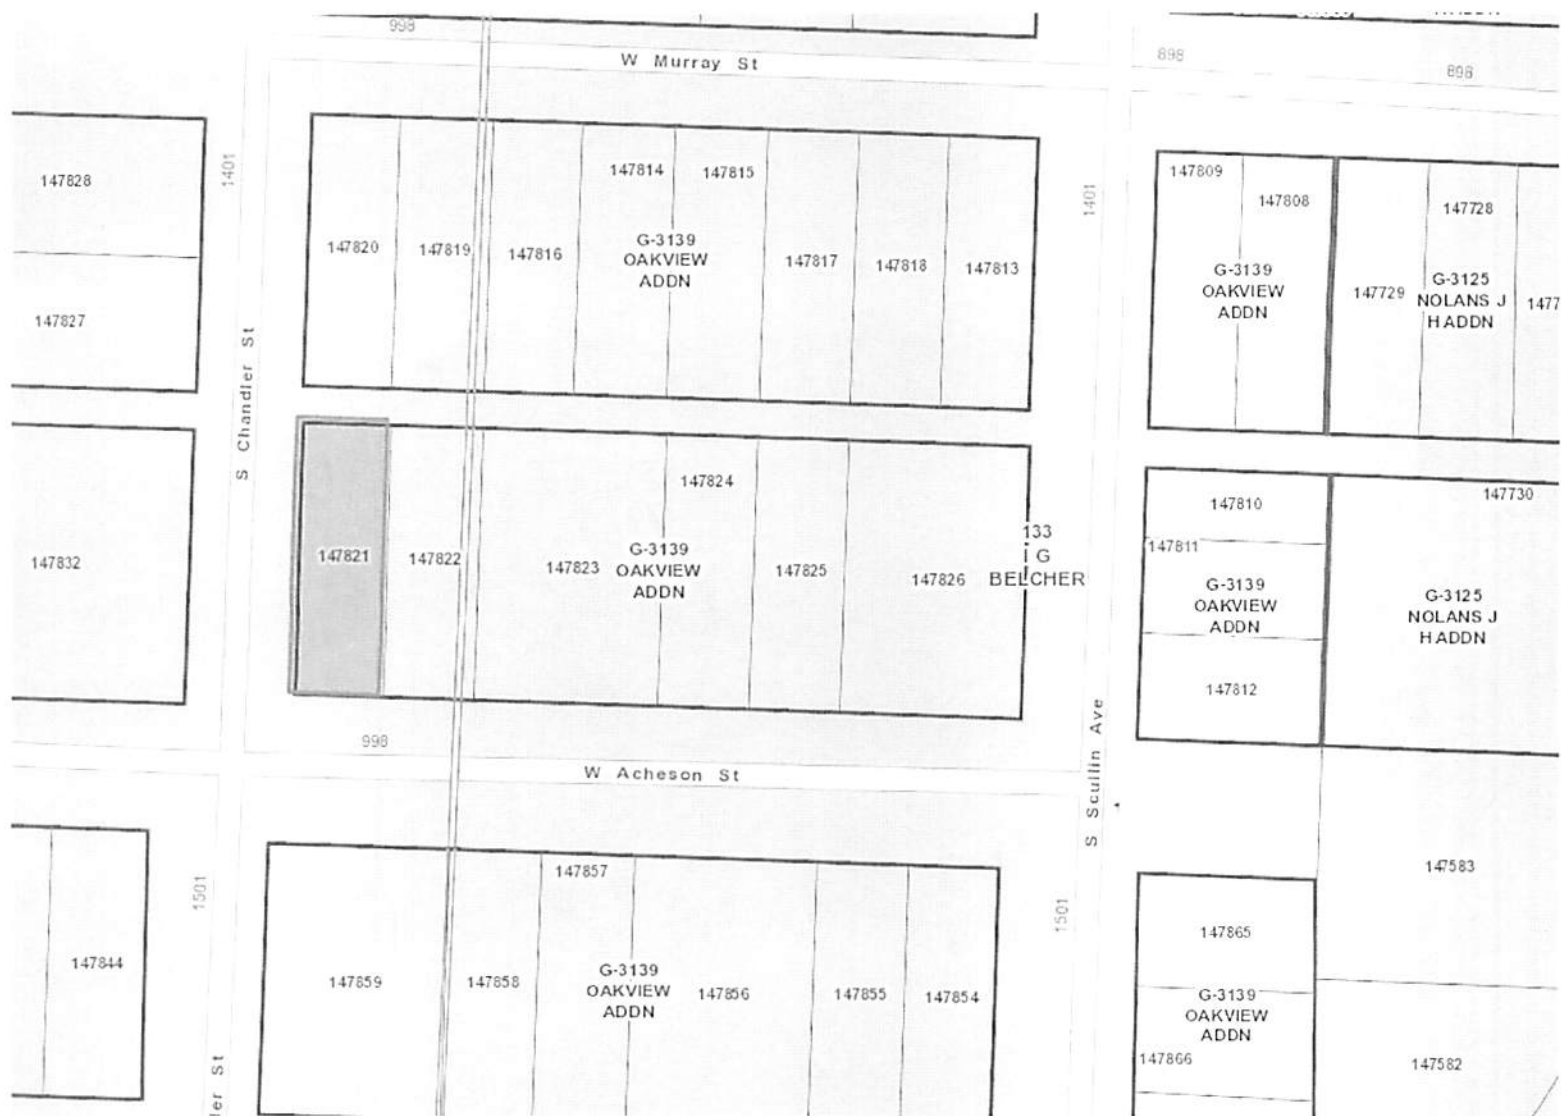 998
W Murray St
898
898
147828
1401
147814
147815
1401
147809
147808
147728
147820
147819
147816
G-3139
OAKVIEW
ADDN
147817
147818
147813
G-3139
OAKVIEW
ADDN
147729
G-3125
NOLANS J
H ADDN
147827
S Chandler St
147824
147810
147730
147832
147821
147822
147823
G-3139
OAKVIEW
ADDN
147825
147826
133
G
BELCHER
147811
G-3139
OAKVIEW
ADDN
G-3125
NOLANS J
H ADDN
147812
998
W Acheson St
S Scullin Ave
1501
147857
1501
147583
147844
147859
147858
G-3139
OAKVIEW
ADDN
147856
147855
147854
147865
G-3139
OAKVIEW
ADDN
147866
147582